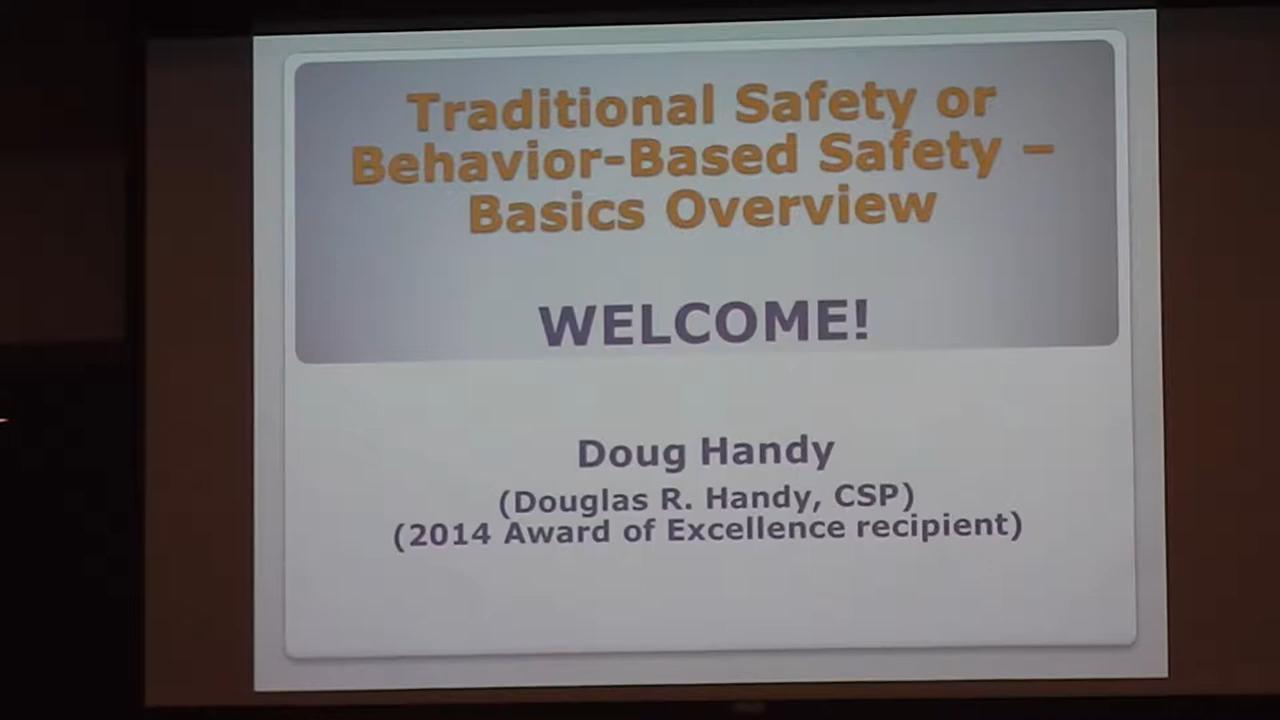 Traditional Safety or
Behavior-Based Safety –
Basics Overview
WELCOME!
Doug Handy
(Douglas R. Handy, CSP)
(2014 Award of Excellence recipient)